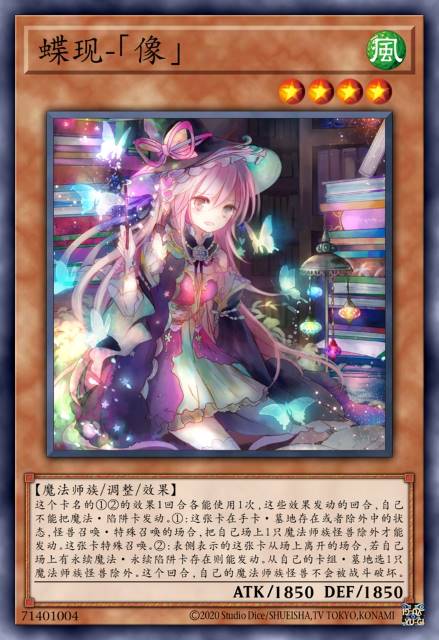 蝶现-「像」
風
【魔法师族/调整/效果】
这个卡名的①②的效果1回合各能使用1次，这些效果发动的回合，自己
不能把魔法·陷阱卡发动。①：这张卡在手卡·墓地存在或者除外中的状
态，怪兽召唤·特殊召唤的场合，把自己场上1只魔法师族怪兽除外才能
发动。这张卡特殊召唤。②：表侧表示的这张卡从场上离开的场合，若自己
场上有永续魔法·永续陷阱卡存在则能发动。从自己的卡组·墓地选1只
魔法师族怪兽除外。这个回合，自己的魔法师族怪兽不会被战斗破坏。
ATK/1850 DEF/1850
71401004
©2020 Studio Dice/SHUEISHA,TV TOKYO,KONAMI